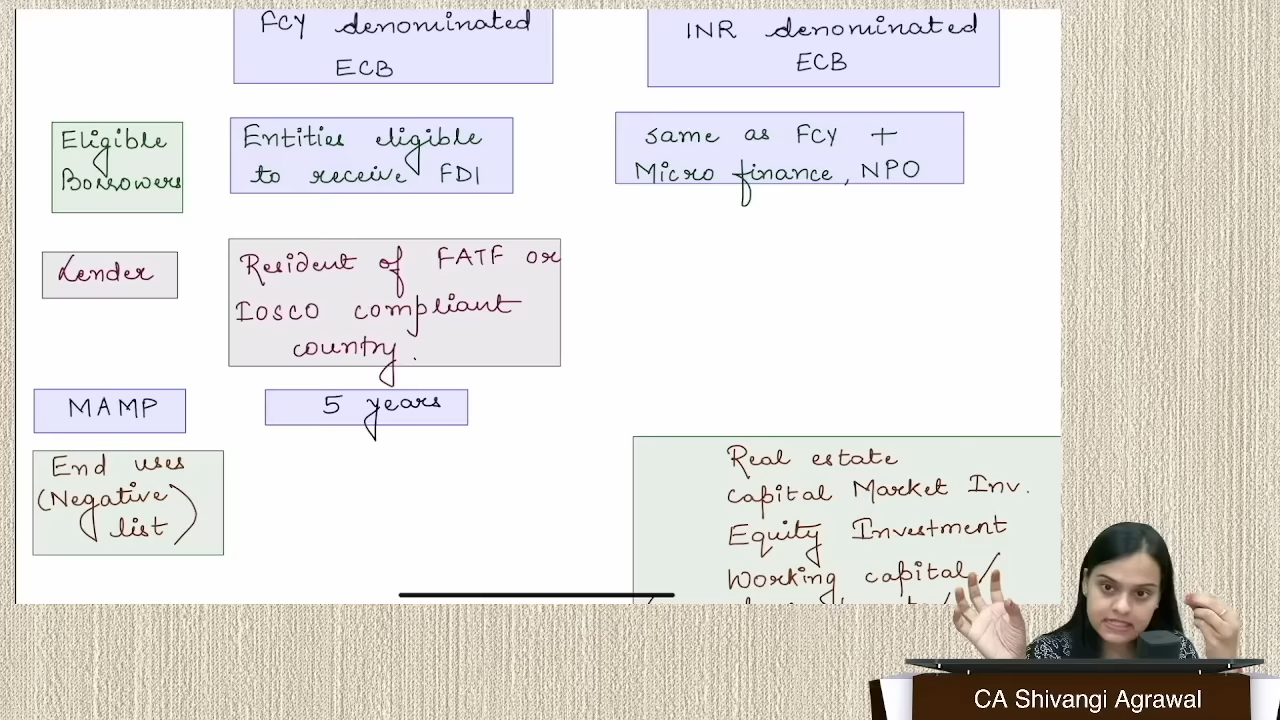 FCY denominated
ECB
INR denominated
ECB
Eligible
Borrowers
Entities eligible
to receive FDI
same as FCY +
Micro finance, NPO
Lender
Resident of FATF or
IOSCO compliant
country.
MAMP
5 years
End uses
(Negative
list)
Real estate
Capital Market Inv.
Equity Investment
Working capital/
CA Shivangi Agrawal